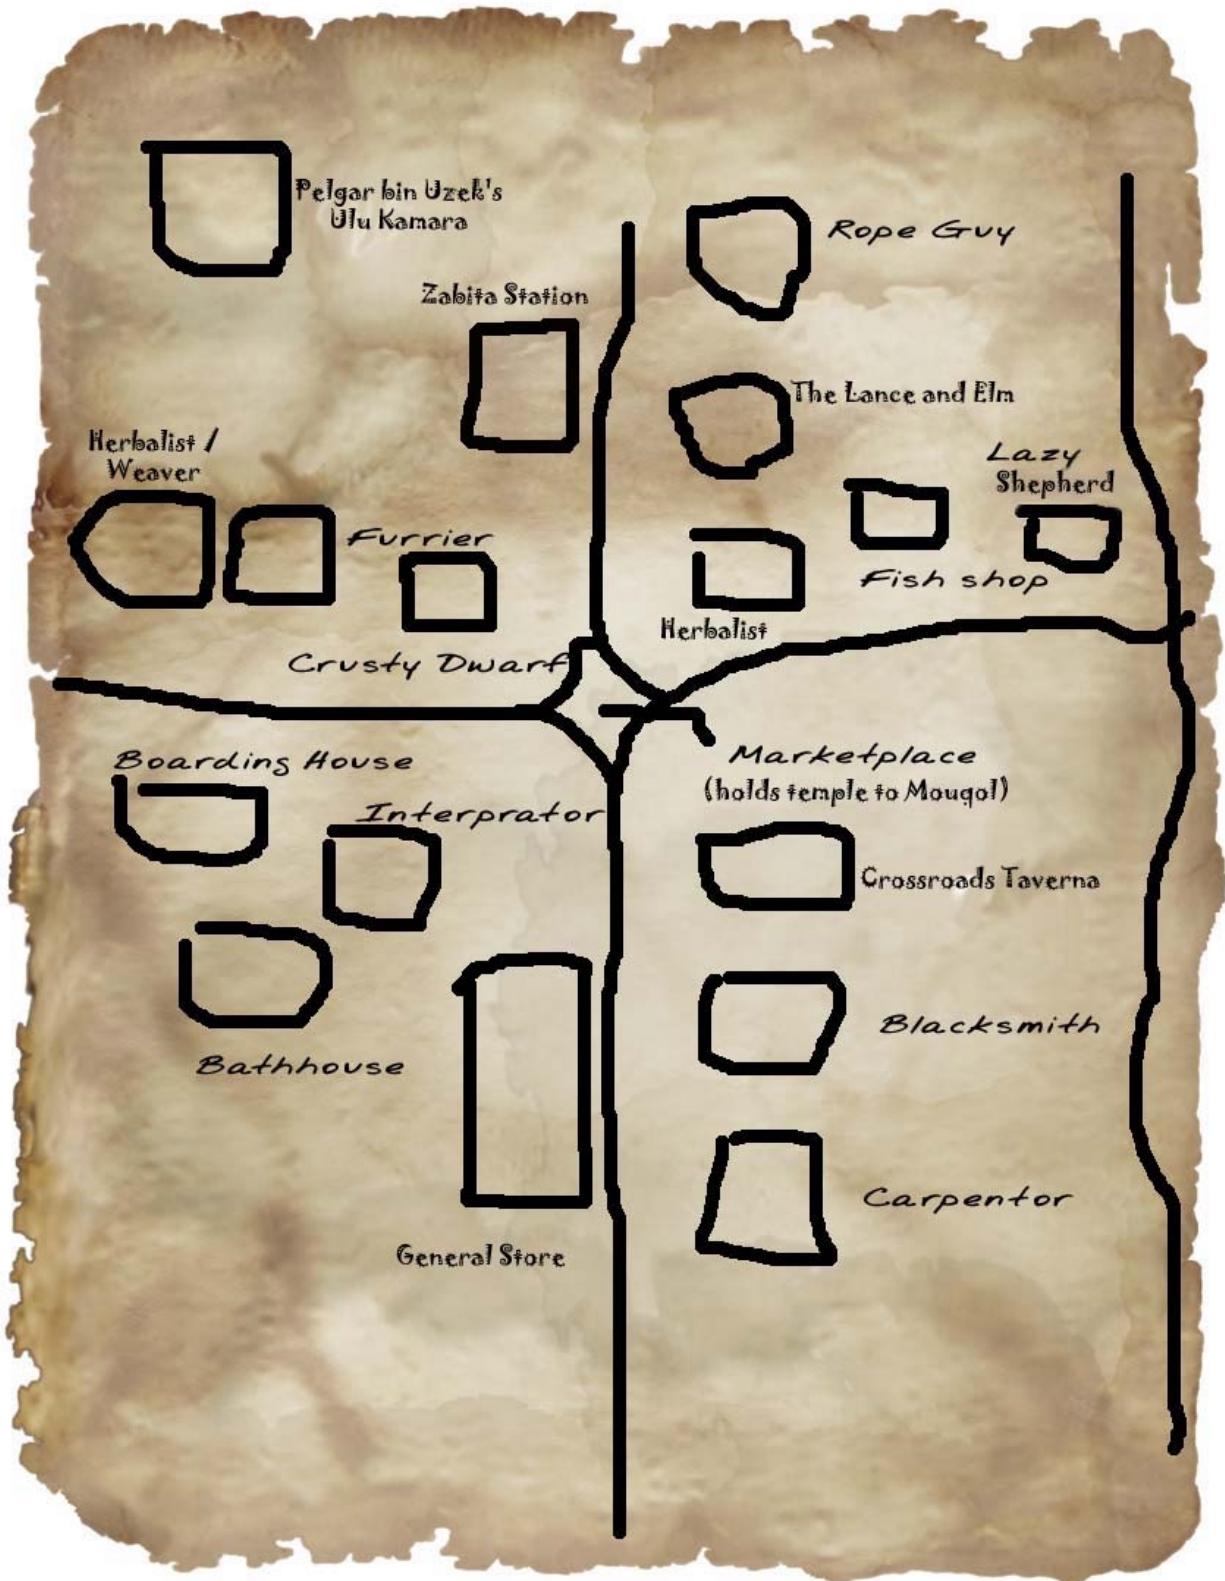 Pelgar bin Uzek's
Ulu Kamara
Rope Guy
Zabita Station
The Lance and Elm
Herbalist /
Weaver
Lazy
Shepherd
Furrier
Fish shop
Herbalist
Crusty Dwarf
Boarding House
Marketplace
(holds temple to Mougol)
Interprator
Crossroads Taverna
Blacksmith
Bathhouse
Carpentor
General Store